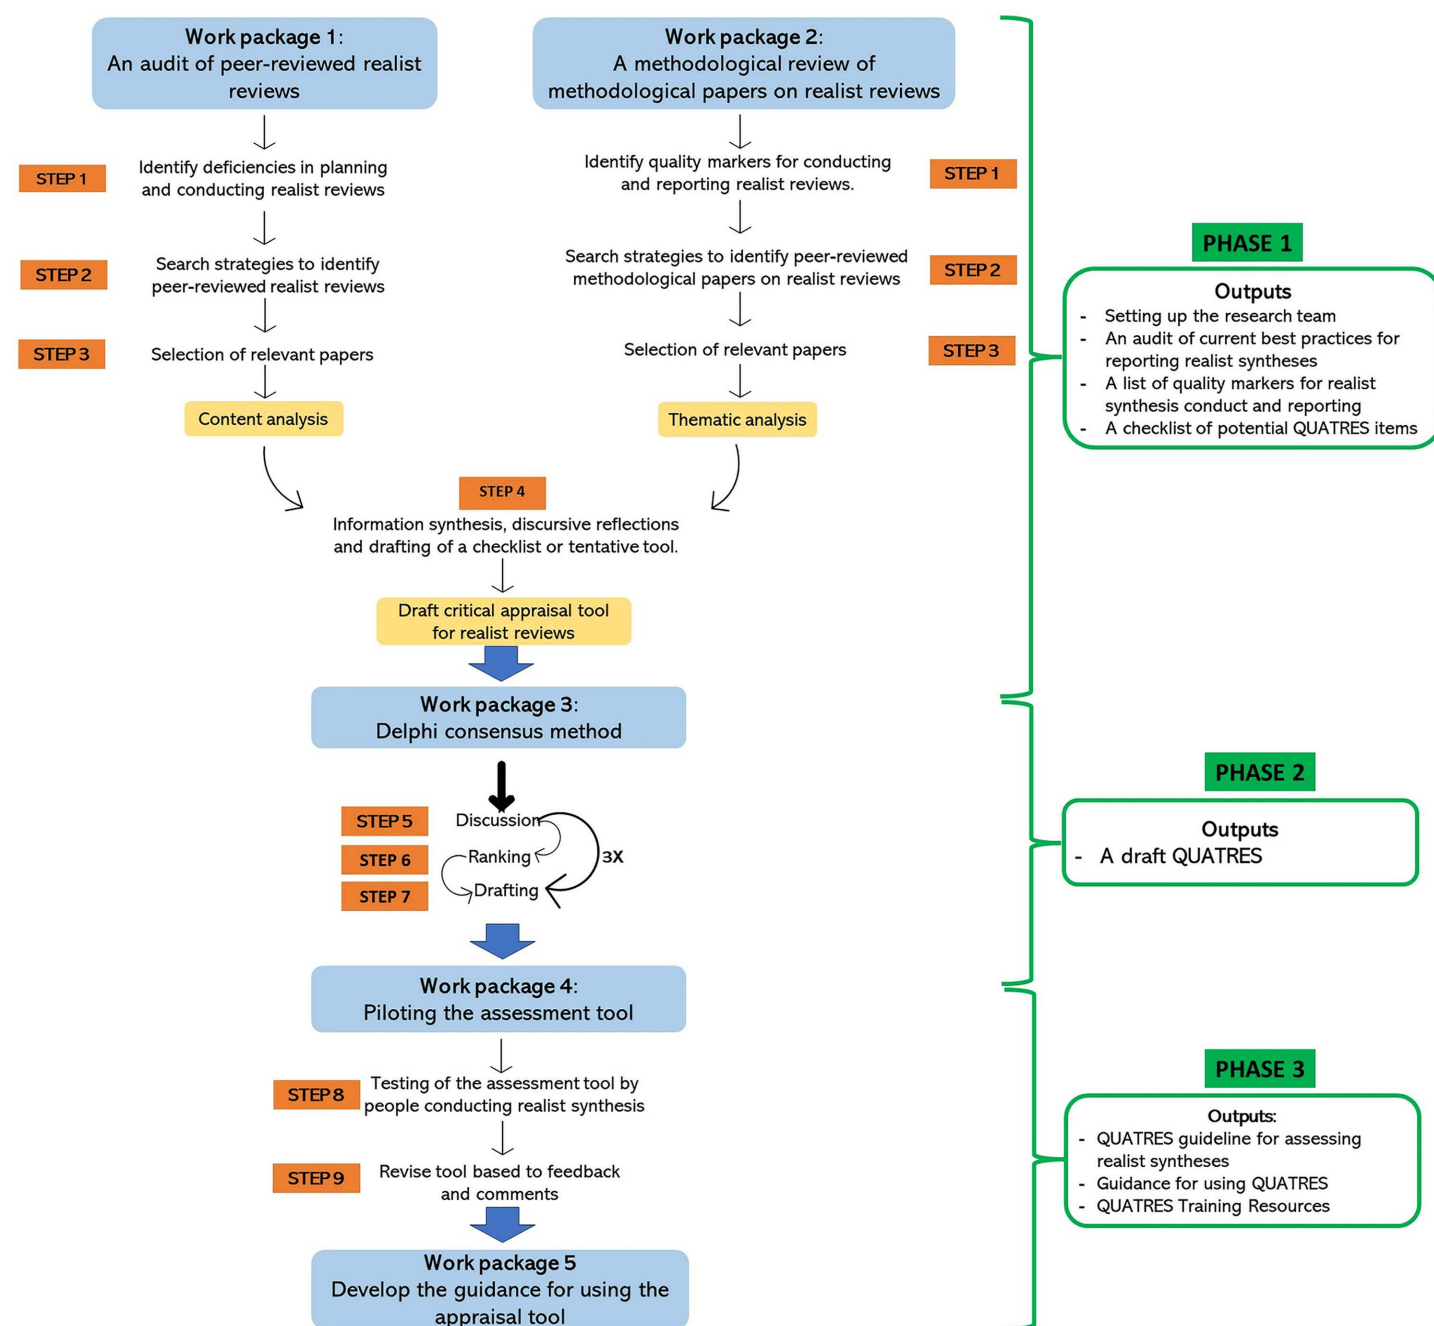 Work package 1:
An audit of peer-reviewed realist
reviews
STEP 1
Identify deficiencies in planning
and conducting realist reviews
STEP 2
Search strategies to identify
peer-reviewed realist reviews
STEP 3
Selection of relevant papers
Content analysis
Work package 2:
A methodological review of
methodological papers on realist reviews
Identify quality markers for conducting
and reporting realist reviews.
STEP 1
Search strategies to identify peer-reviewed
methodological papers on realist reviews
STEP 2
Selection of relevant papers
STEP 3
Thematic analysis
STEP 4
Information synthesis, discursive reflections
and drafting of a checklist or tentative tool.
Draft critical appraisal tool
for realist reviews
PHASE 1
Outputs
- Setting up the research team
- An audit of current best practices for
reporting realist syntheses
- A list of quality markers for realist
synthesis conduct and reporting
- A checklist of potential QUATRES items
Work package 3:
Delphi consensus method
STEP 5
Discussion
STEP 6
Ranking
3X
STEP 7
Drafting
PHASE 2
Outputs
- A draft QUATRES
Work package 4:
Piloting the assessment tool
STEP 8
Testing of the assessment tool by
people conducting realist synthesis
STEP 9
Revise tool based to feedback
and comments
Work package 5
Develop the guidance for using the
appraisal tool
PHASE 3
Outputs:
- QUATRES guideline for assessing
realist syntheses
- Guidance for using QUATRES
- QUATRES Training Resources